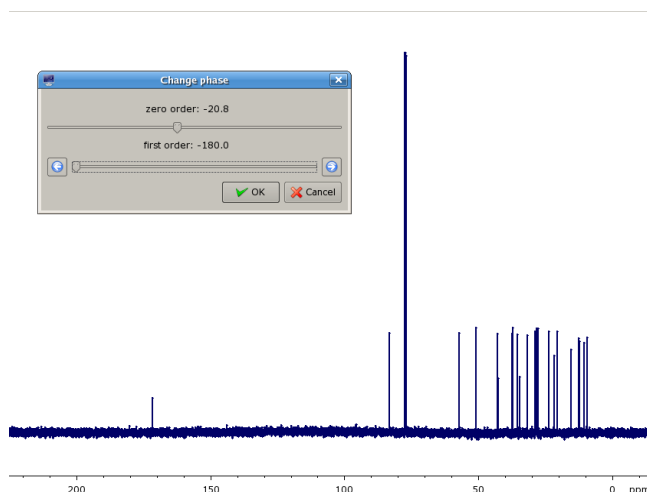 Change phase
zero order: -20.8
first order: -180.0
OK Cancel
200 150 100 50 0 ppm